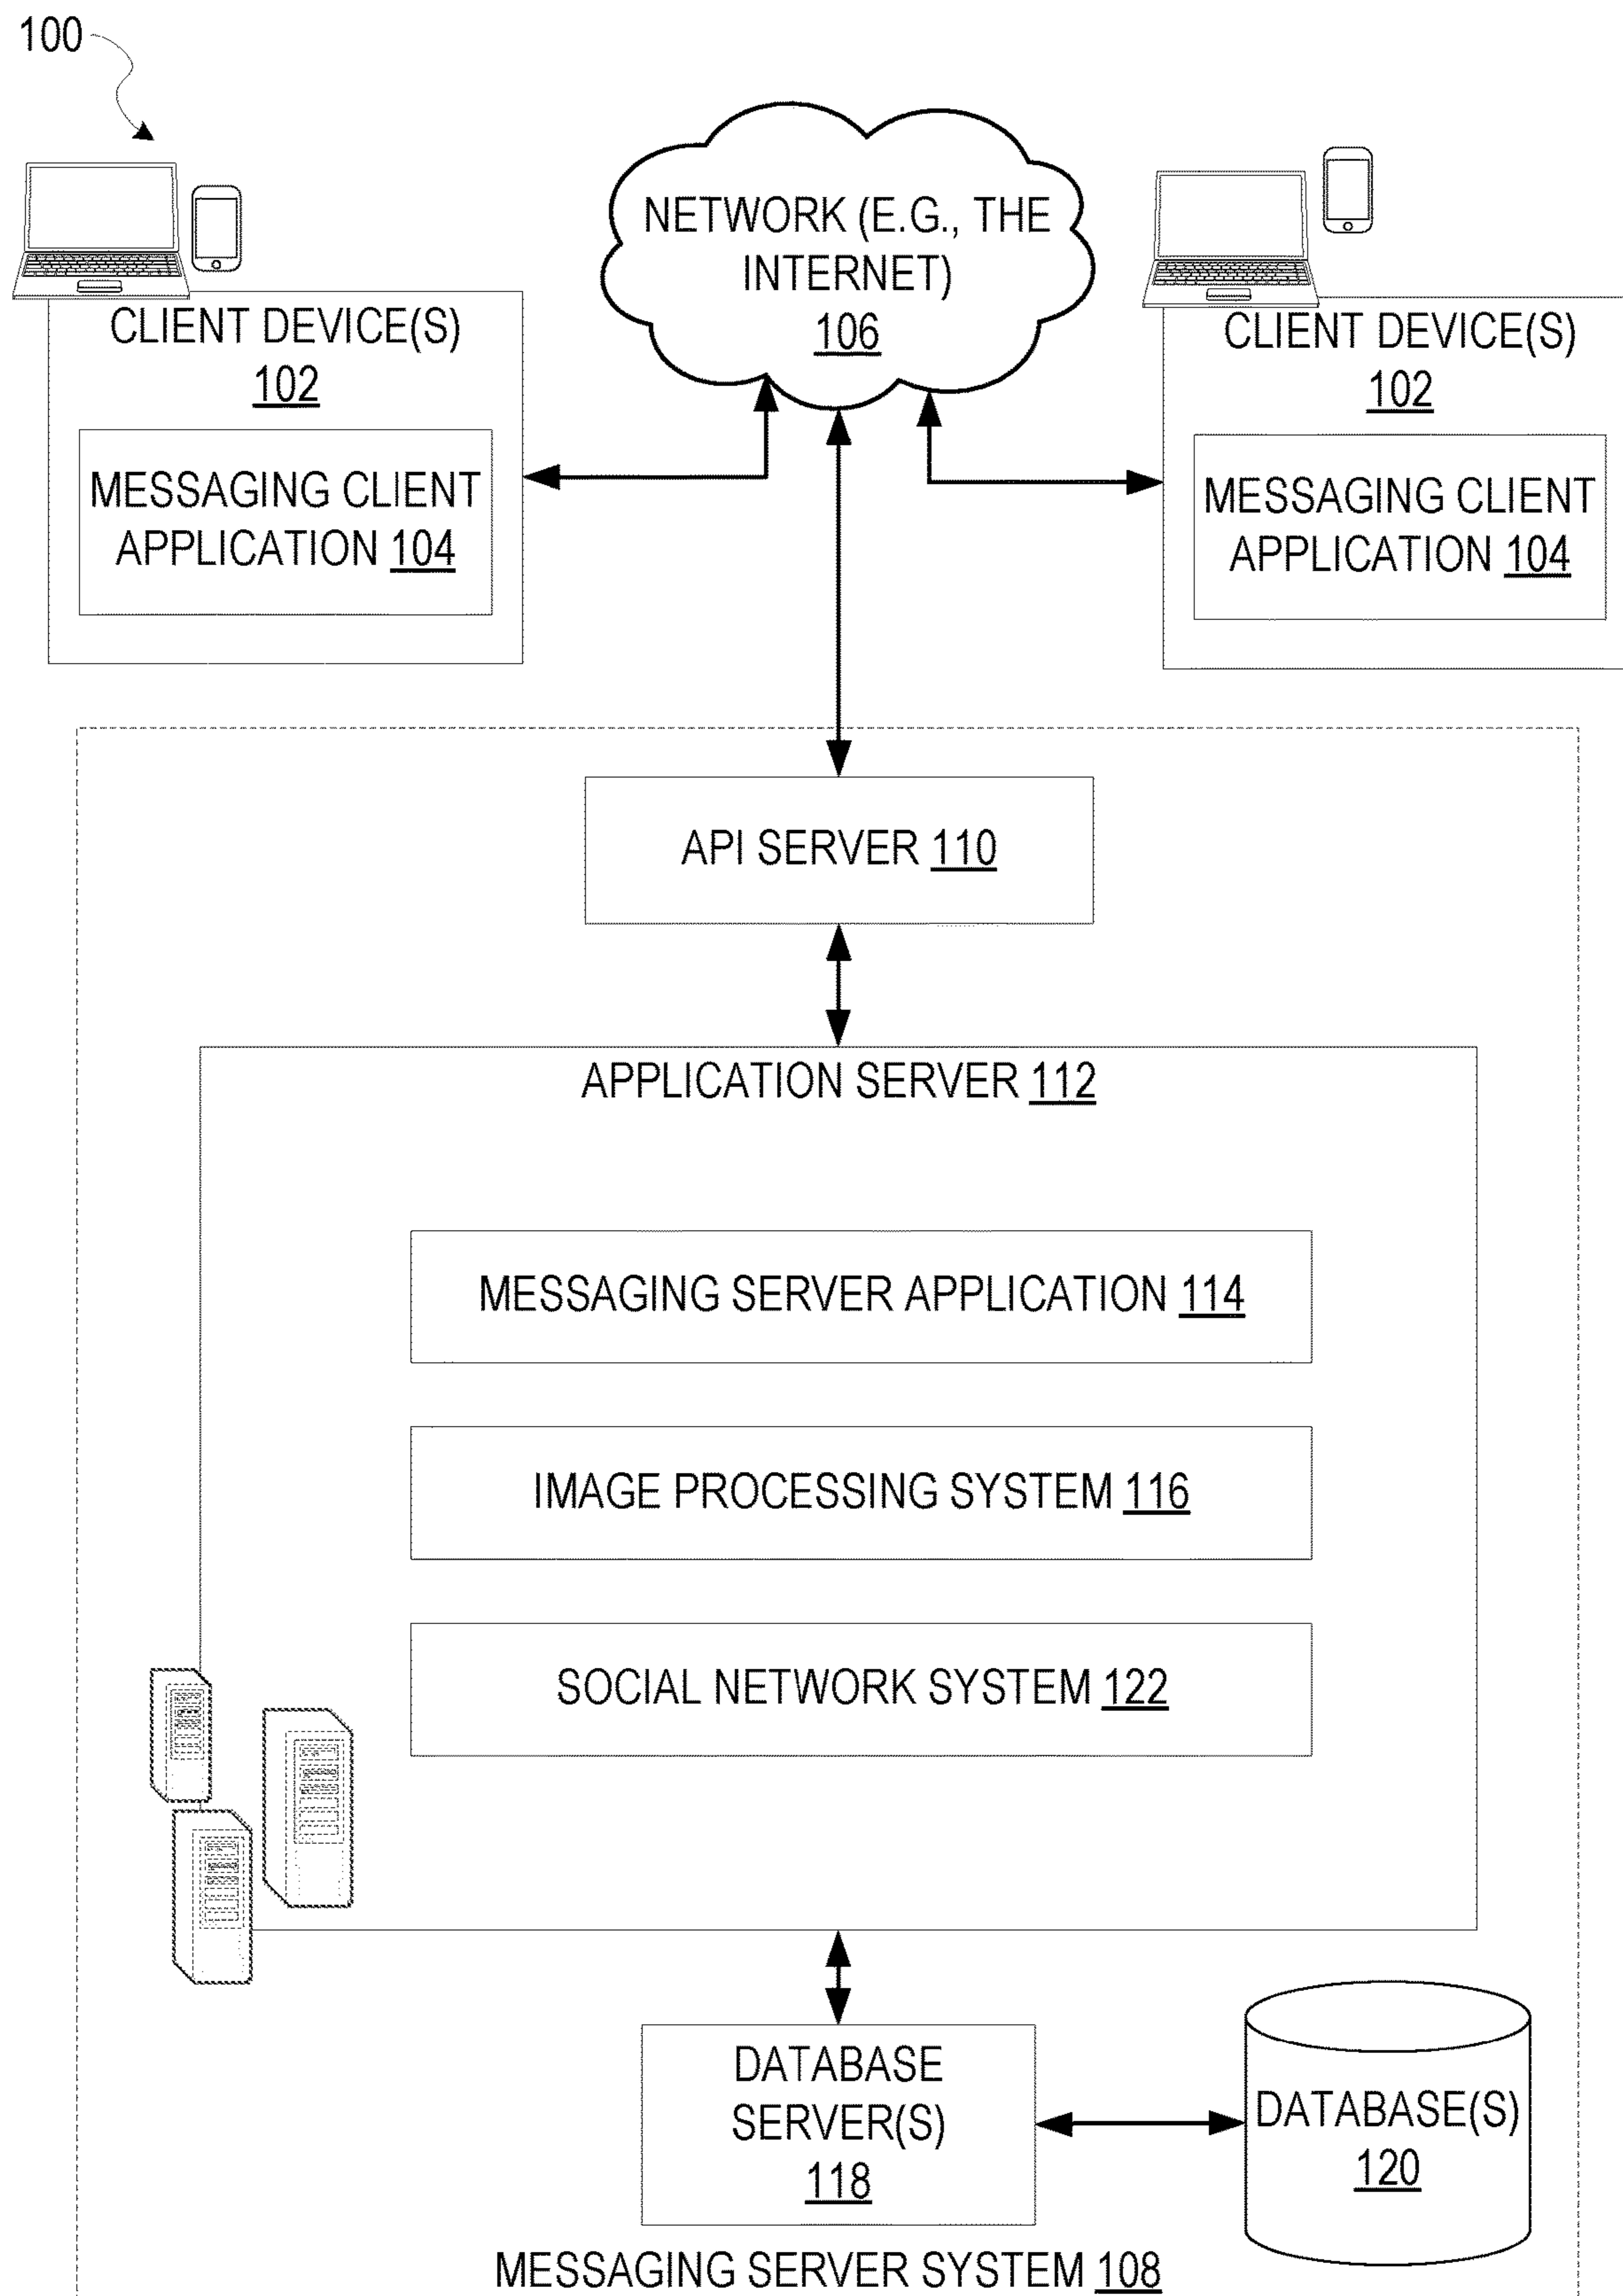 100
NETWORK (E.G., THE
INTERNET)
106
CLIENT DEVICE(S)
102
MESSAGING CLIENT
APPLICATION 104
CLIENT DEVICE(S)
102
MESSAGING CLIENT
APPLICATION 104
API SERVER 110
APPLICATION SERVER 112
MESSAGING SERVER APPLICATION 114
IMAGE PROCESSING SYSTEM 116
SOCIAL NETWORK SYSTEM 122
DATABASE
SERVER(S)
118
DATABASE(S)
120
MESSAGING SERVER SYSTEM 108